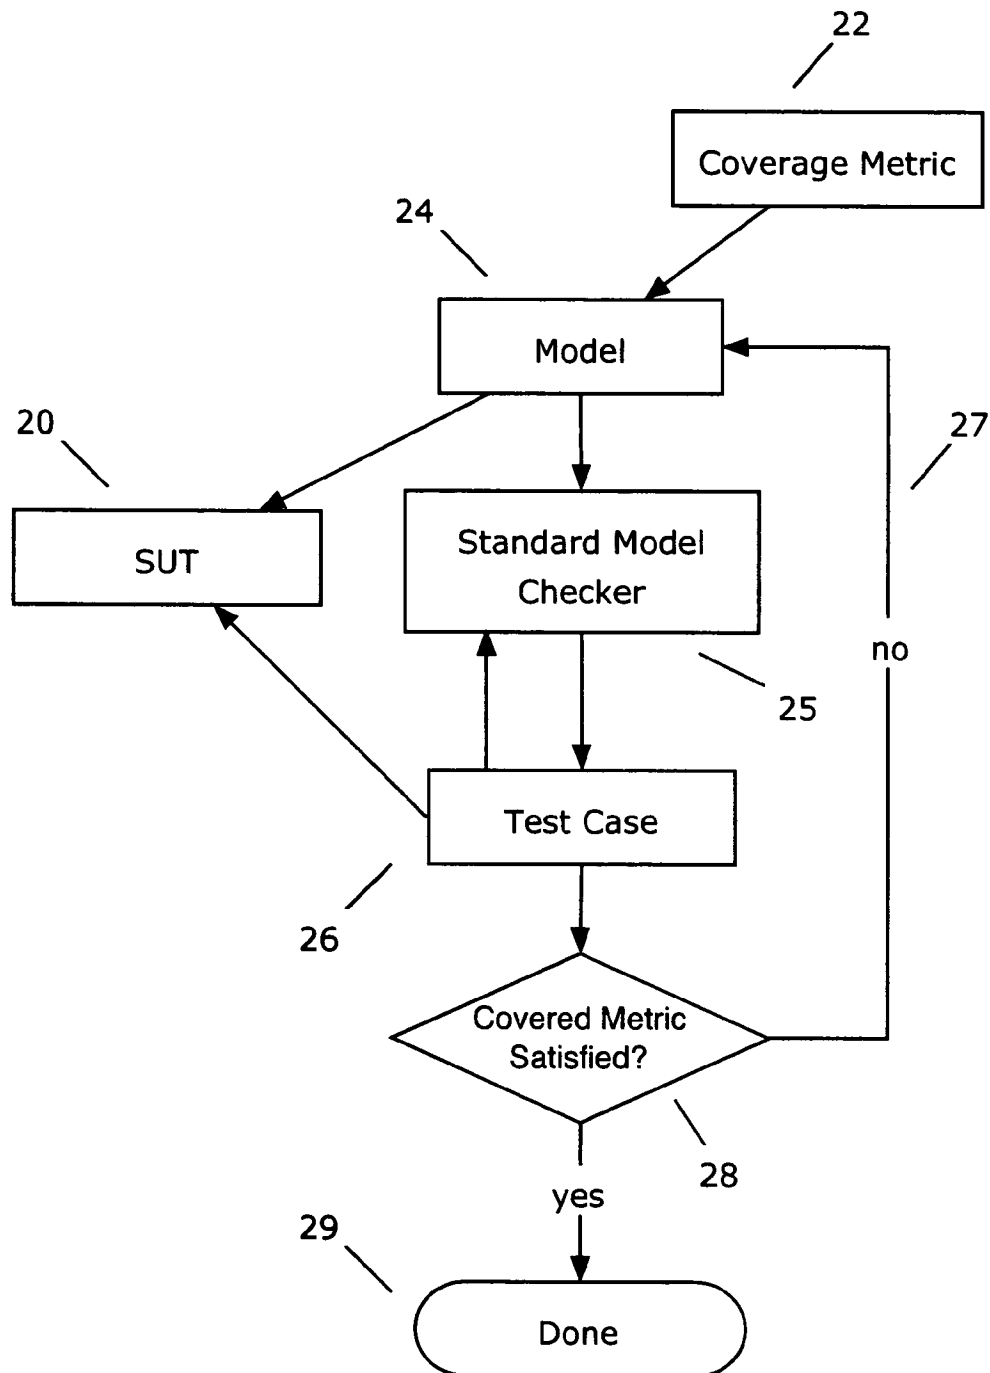 22
Coverage Metric
24
Model
20
27
SUT
Standard Model
Checker
no
25
Test Case
26
Covered Metric
Satisfied?
28
yes
29
Done